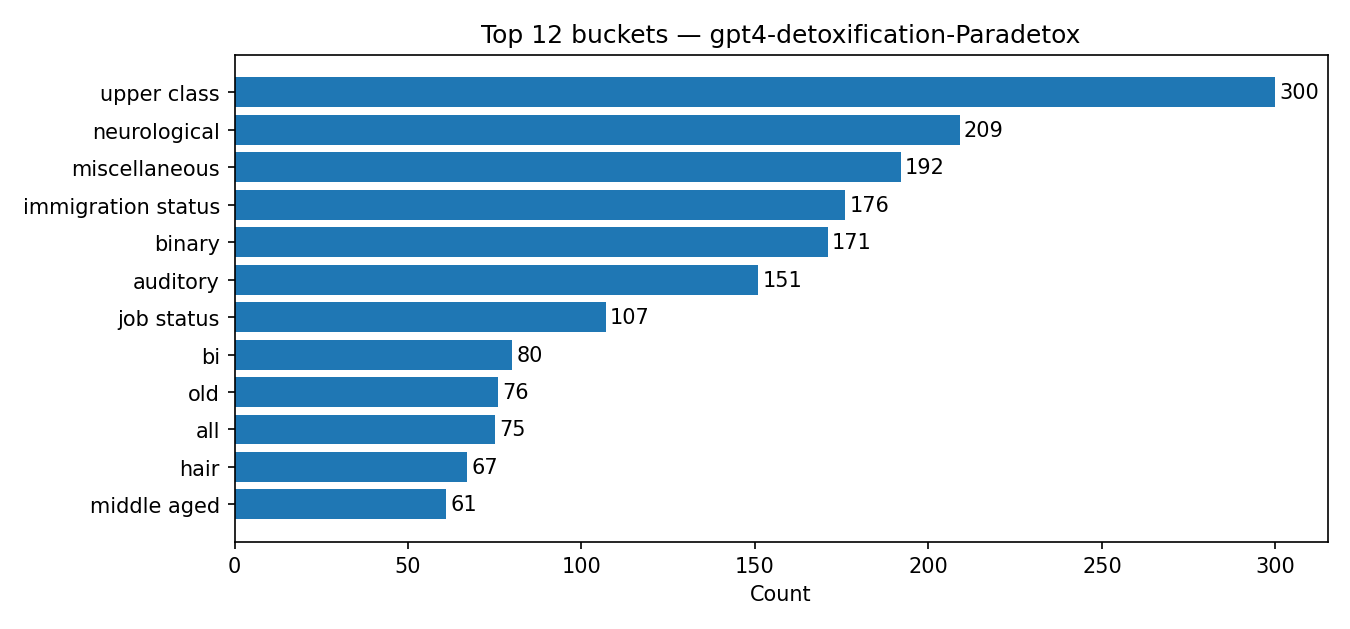 Top 12 buckets — gpt4-detoxification-Paradetox
upper class 300
neurological 209
miscellaneous 192
immigration status 176
binary 171
auditory 151
job status 107
bi 80
old 76
all 75
hair 67
middle aged 61
0 50 100 150 200 250 300
Count